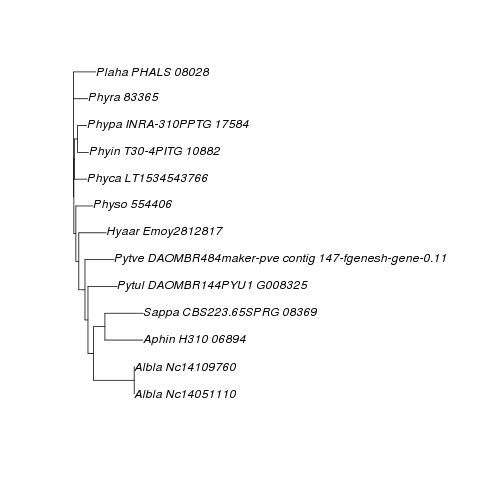 Plaha PHALS 08028
Phyra 83365
Phypa INRA-310PPTG 17584
Phyin T30-4PITG 10882
Phyca LT1534543766
Physo 554406
Hyaar Emoy2812817
Pytve DAOMBR484maker-pve contig 147-fgenesh-gene-0.11
Pytul DAOMBR144PYU1 G008325
Sappa CBS223.65SPRG 08369
Aphin H310 06894
Albla Nc14109760
Albla Nc14051110